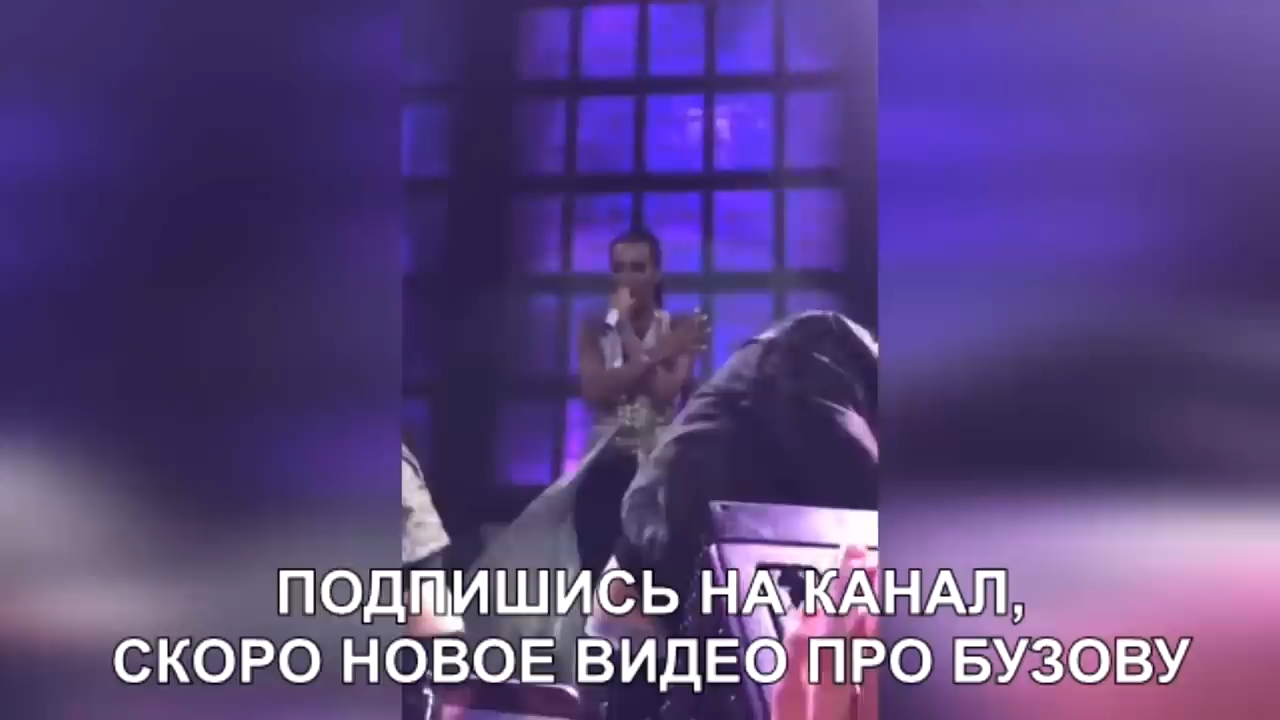 ПОДПИШИСЬ НА КАНАЛ,
СКОРО НОВОЕ ВИДЕО ПРО БУЗОВУ